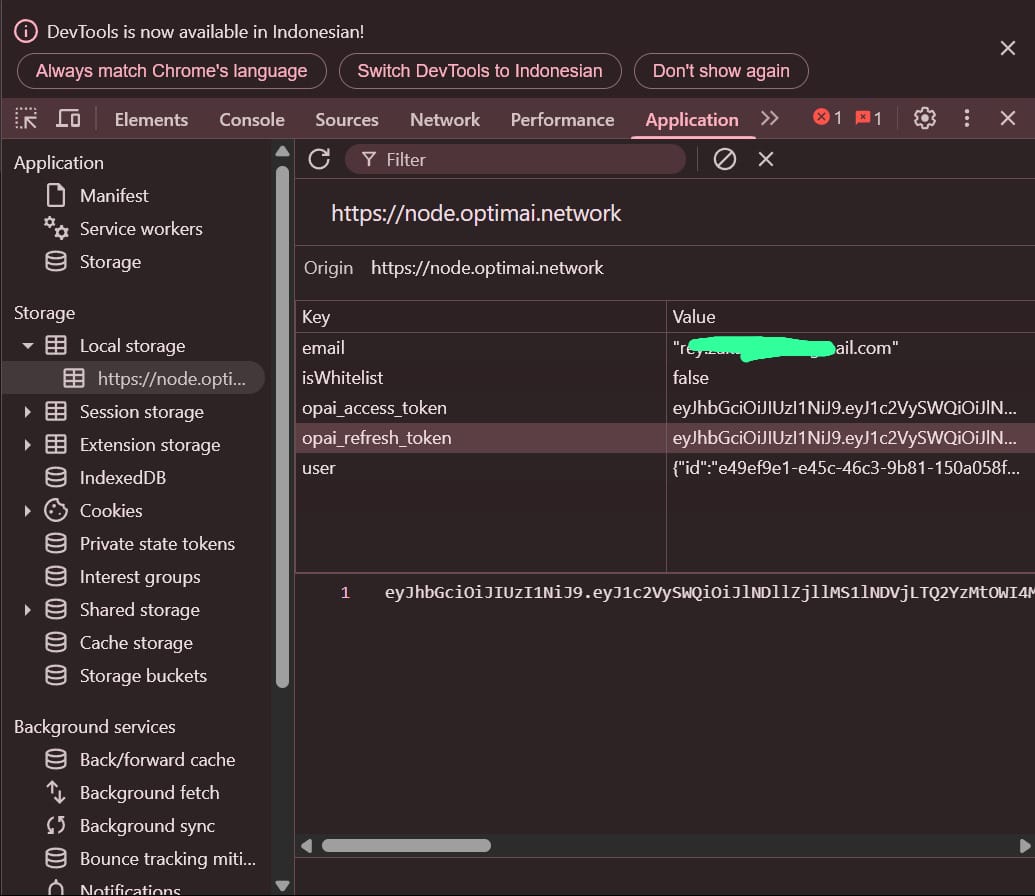 DevTools is now available in Indonesian!
Always match Chrome's language
Switch DevTools to Indonesian
Don't show again
Elements
Console
Sources
Network
Performance
Application
1
1
Application
Manifest
Service workers
Storage
Storage
Local storage
https://node.opti...
Session storage
Extension storage
IndexedDB
Cookies
Private state tokens
Interest groups
Shared storage
Cache storage
Storage buckets
Background services
Back/forward cache
Background fetch
Background sync
Bounce tracking miti...
Notifications
Filter
https://node.optimai.network
Origin https://node.optimai.network
Key Value
email ail.com"
isWhitelist false
opai_access_token eyJhbGciOiJIUzI1NiJ9.eyJ1c2VySWQiOiJlN...
opai_refresh_token eyJhbGciOiJIUzI1NiJ9.eyJ1c2VySWQiOiJlN...
user {"id":"e49ef9e1-e45c-46c3-9b81-150a058f...
1 eyJhbGciOiJIUzI1NiJ9.eyJ1c2VySWQiOiJlNDllZjllMS1lNDVjLTQ2YzMtOWI4M